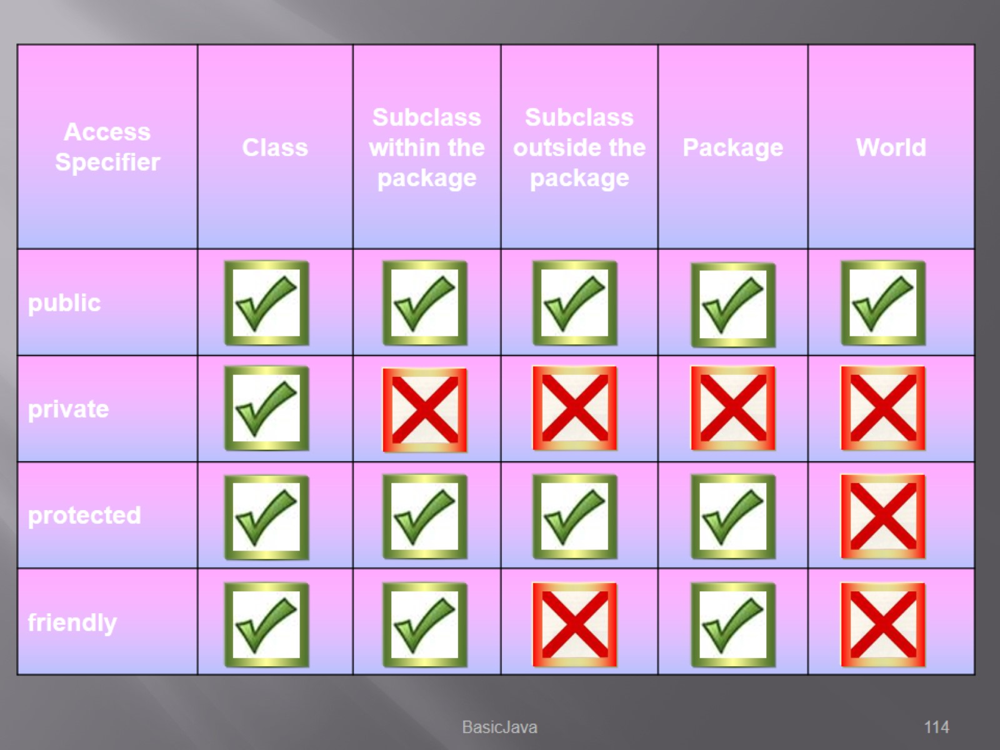 Access
Specifier
Class
Subclass
within the
package
Subclass
outside the
package
Package
World
public
private
protected
friendly
BasicJava
114